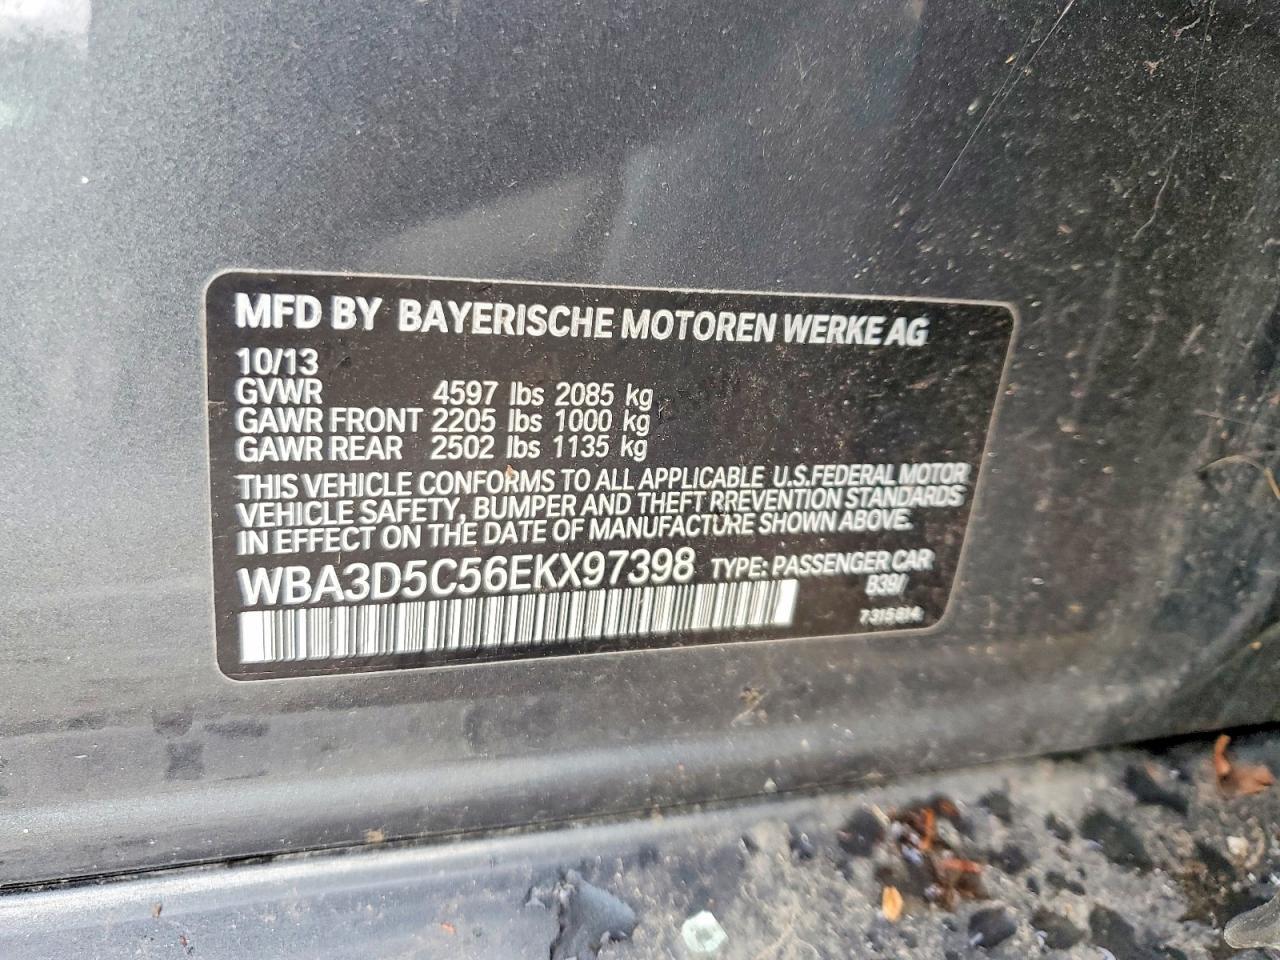 MFD BY BAYERISCHE MOTOREN WERKE AG
10/13
GVWR 4597 lbs 2085 kg
GAWR FRONT 2205 lbs 1000 kg
GAWR REAR 2502 lbs 1135 kg
THIS VEHICLE CONFORMS TO ALL APPLICABLE U.S.FEDERAL MOTOR
VEHICLE SAFETY, BUMPER AND THEFT PREVENTION STANDARDS
IN EFFECT ON THE DATE OF MANUFACTURE SHOWN ABOVE.
WBA3D5C56EKX97398 TYPE: PASSENGER CAR
B39/